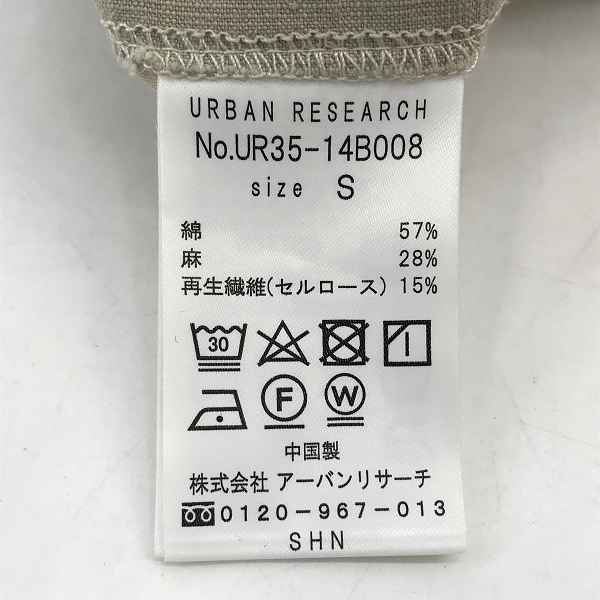 URBAN RESEARCH
No.UR35-14B008
size S
綿 57%
麻 28%
再生繊維(セルロース) 15%
30
F W
中国製
株式会社 アーバンリサーチ
0120-967-013
SHN